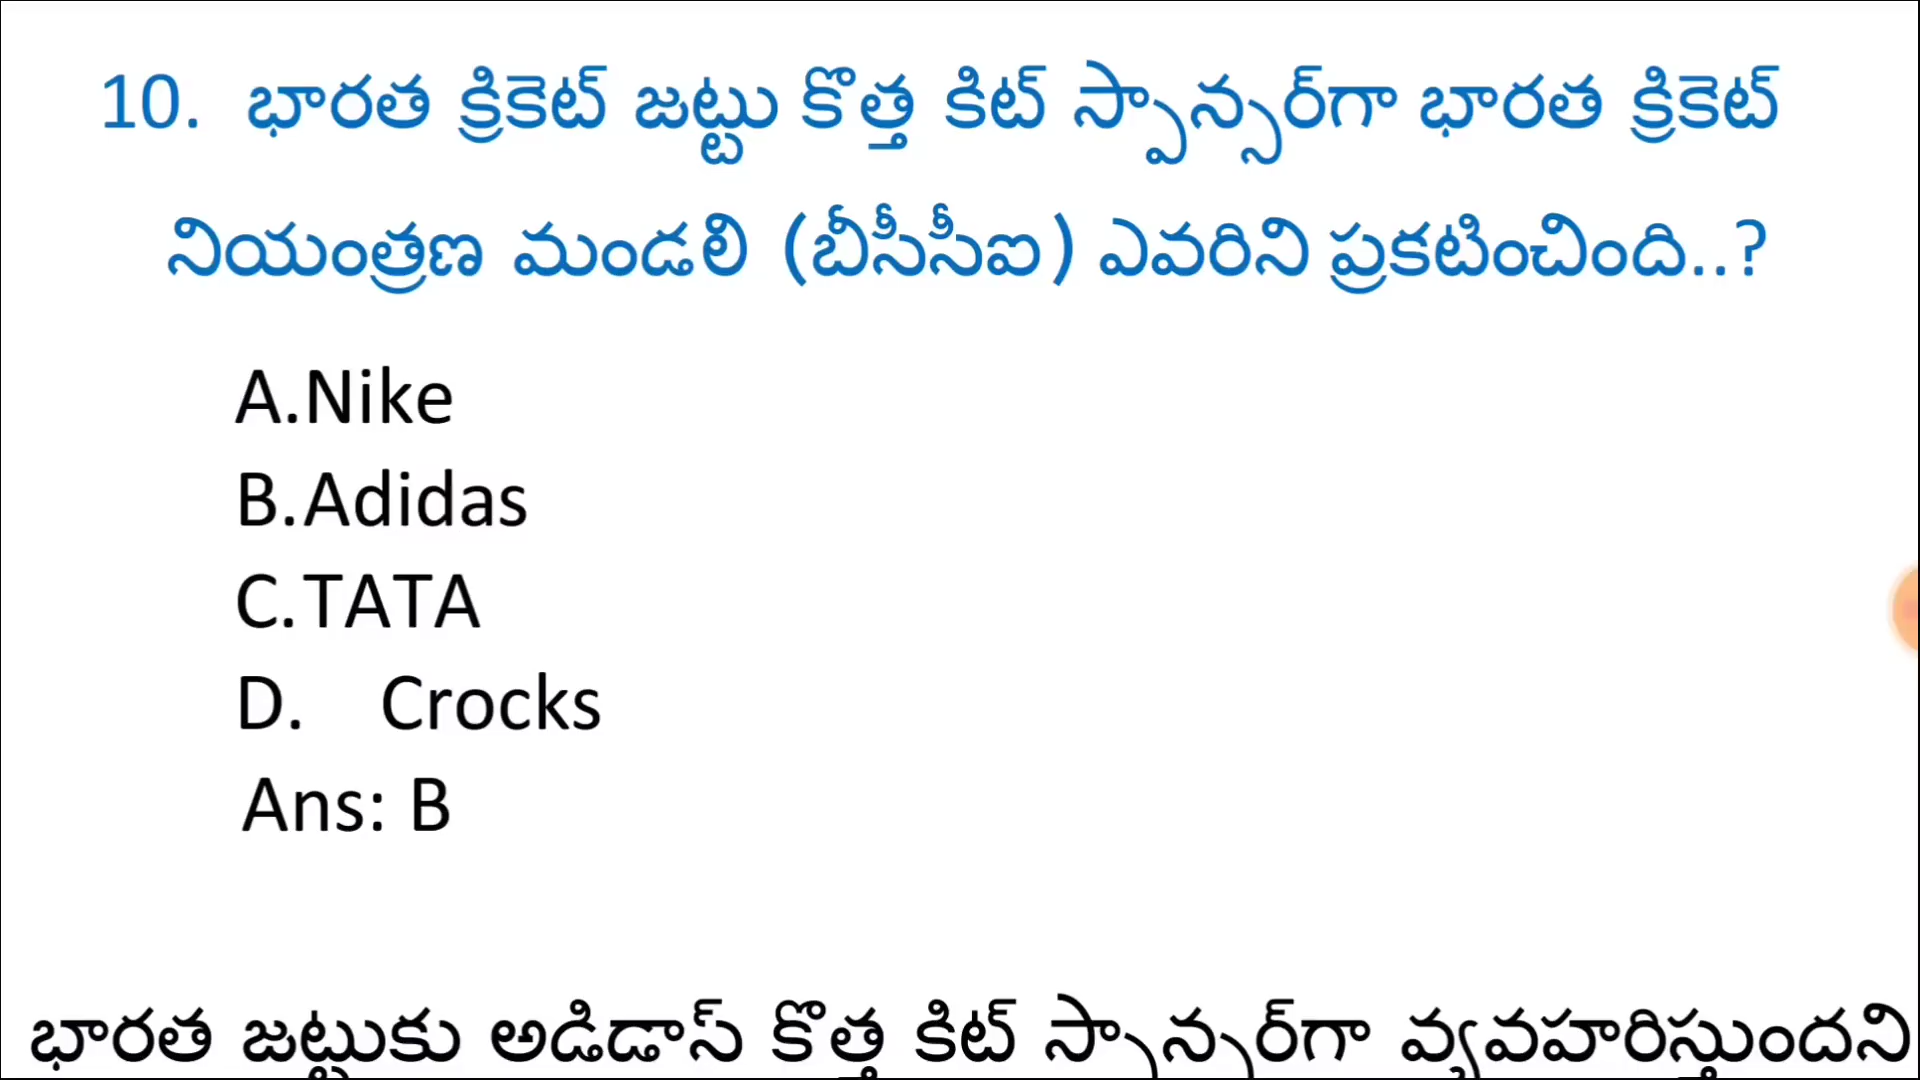 10. భారత క్రికెట్ జట్టు కొత్త కిట్ స్పాన్సర్‌గా భారత క్రికెట్
నియంత్రణ మండలి (బీసీసీఐ) ఎవరిని ప్రకటించింది..?
A.Nike
B.Adidas
C.TATA
D. Crocks
Ans: B
భారత జట్టుకు అడిడాస్ కొత్త కిట్ స్పాన్సర్‌గా వ్యవహరిస్తుందని